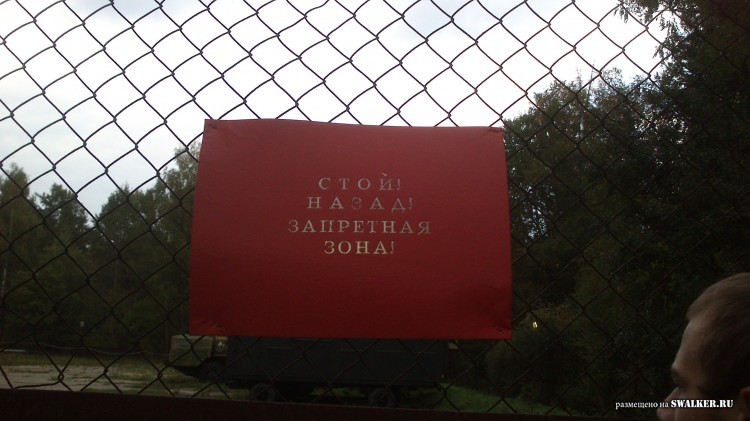 СТОЙ!
НАЗАД!
ЗАПРЕТНАЯ
ЗОНА!
размещено на SWALKER.RU